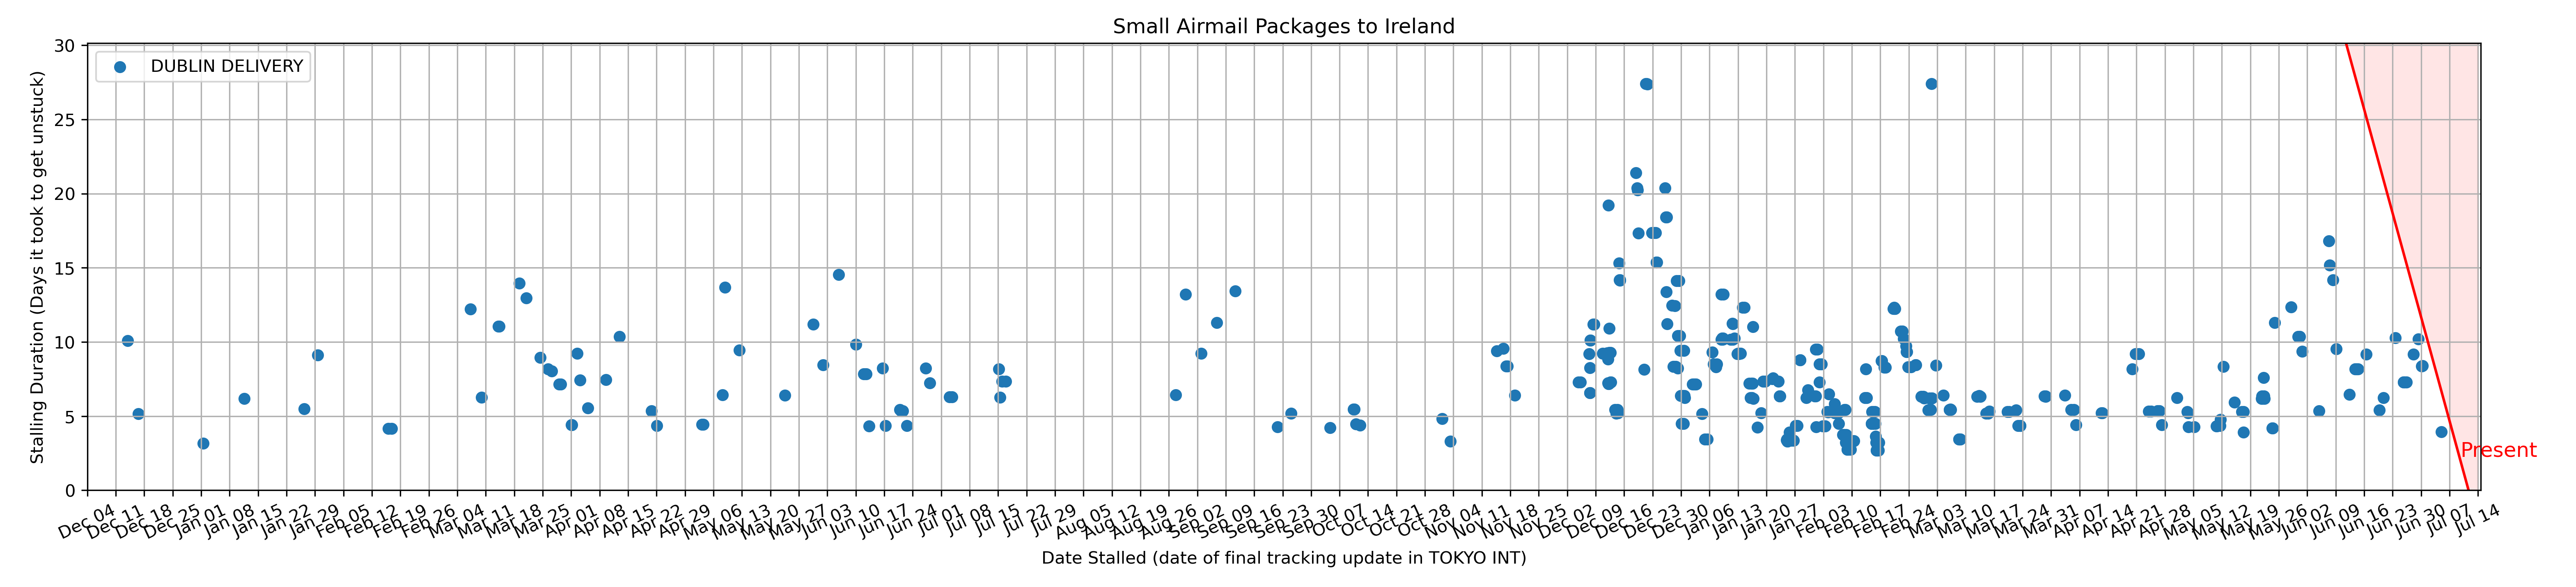 Small Airmail Packages to Ireland
DUBLIN DELIVERY
Stalling Duration (Days it took to get unstuck)
30
25
20
15
10
5
0
Present
Dec 04
Dec 11
Dec 18
Dec 25
Jan 01
Jan 08
Jan 15
Jan 22
Jan 29
Feb 05
Feb 12
Feb 19
Feb 26
Mar 04
Mar 11
Mar 18
Mar 25
Apr 01
Apr 08
Apr 15
Apr 22
Apr 29
May 06
May 13
May 20
May 27
Jun 03
Jun 10
Jun 17
Jun 24
Jul 01
Jul 08
Jul 15
Jul 22
Jul 29
Aug 05
Aug 12
Aug 19
Aug 26
Sep 02
Sep 09
Sep 16
Sep 23
Sep 30
Oct 07
Oct 14
Oct 21
Oct 28
Nov 04
Nov 11
Nov 18
Nov 25
Dec 02
Dec 09
Dec 16
Dec 23
Dec 30
Jan 06
Jan 13
Jan 20
Jan 27
Feb 03
Feb 10
Feb 17
Feb 24
Mar 03
Mar 10
Mar 17
Mar 24
Mar 31
Apr 07
Apr 14
Apr 21
Apr 28
May 05
May 12
May 19
May 26
Jun 02
Jun 09
Jun 16
Jun 23
Jun 30
Jul 07
Jul 14
Date Stalled (date of final tracking update in TOKYO INT)